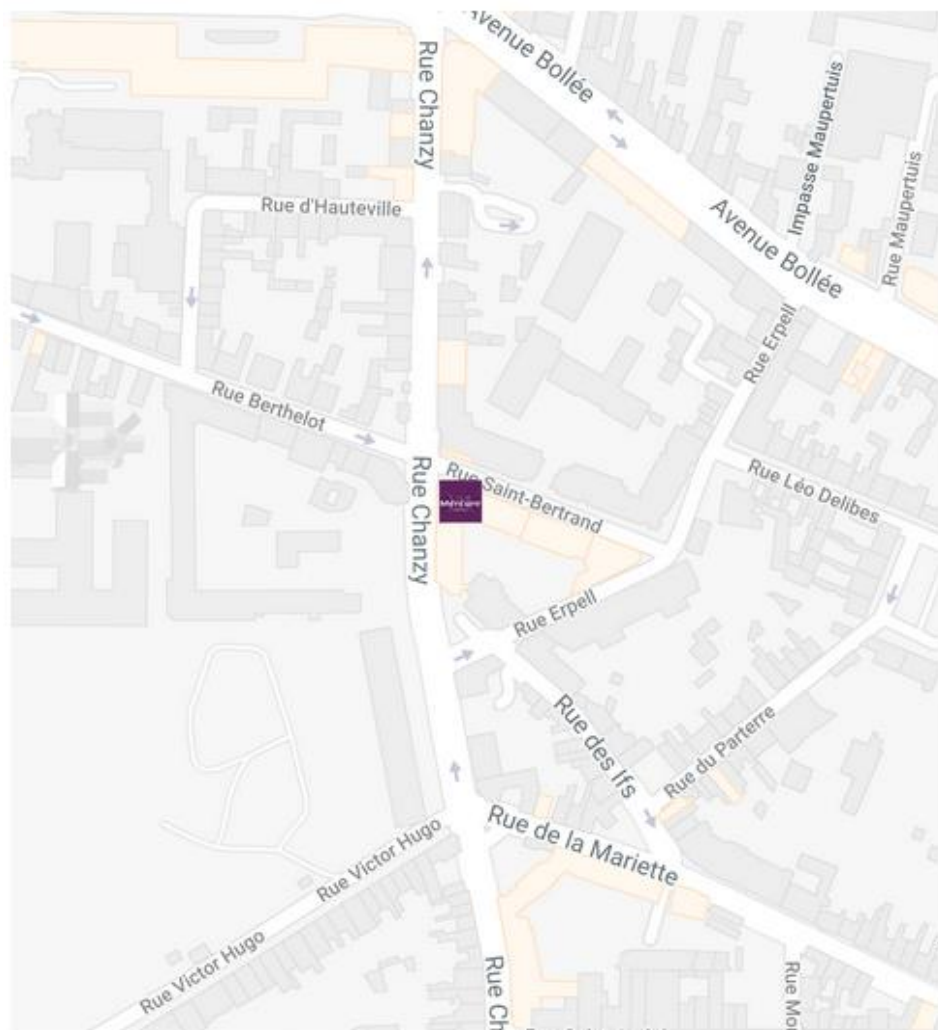 Avenue Bollée
Rue Chanzy
Impasse Maupertuis
Rue Maupertuis
Rue d'Hauteville
Avenue Bollée
Rue Erpell
Rue Berthelot
Rue Chanzy
Rue Saint-Bertrand
Rue Léo Delibes
Rue Erpell
Rue des Ifs
Rue du Parterre
Rue de la Mariette
Rue Victor Hugo
Rue Victor Hugo
Rue Ch
Rue Mo